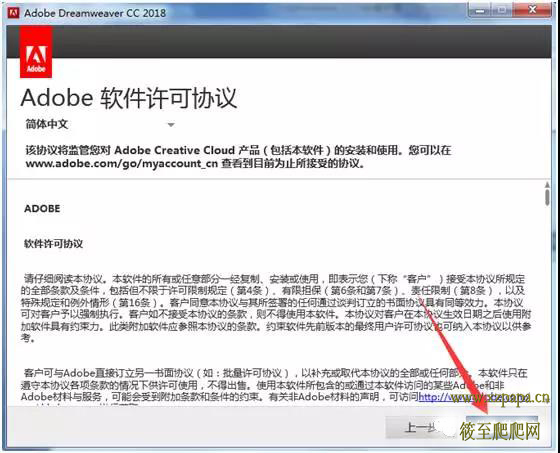 Adobe Dreamweaver CC 2018
Adobe
Adobe 软件许可协议
简体中文
该协议将监管您对 Adobe Creative Cloud 产品（包括本软件）的安装和使用。您可以在
www.adobe.com/go/myaccount_cn 查看到目前为止所接受的协议。
ADOBE
软件许可协议
请仔细阅读本协议。本软件的所有或任意部分一经复制、安装或使用，即表示您（下称“客户”）接受本协议所规定
的全部条款及条件，包括但不限于许可限制规定（第4条）、有限担保（第6条和第7条）、责任限制（第8条），以及
特殊规定和例外情形（第16条）。客户同意本协议与其所签署的任何通过谈判订立的书面协议具有同等效力。本协议
可对客户予以强制执行。客户如不接受本协议的条款，则不得使用本软件。本协议对客户在本协议生效日期之后使用附
加软件具有约束力。此类附加软件应参照本协议的条款。约束软件先前版本的最终用户许可协议也可纳入本协议以供参
考。
客户可与Adobe直接订立另一书面协议（如：批量许可协议），以补充或取代本协议的全部或任何部分。本软件只在
遵守本协议各项条款的情况下供许可使用，不得出售。使用本软件所包含的或通过本软件访问的某些Adobe和非
Adobe材料与服务，可能会受到附加条款和条件的约束。有关非Adobe材料的声明，可访问http://
上一步
筱至爬爬网